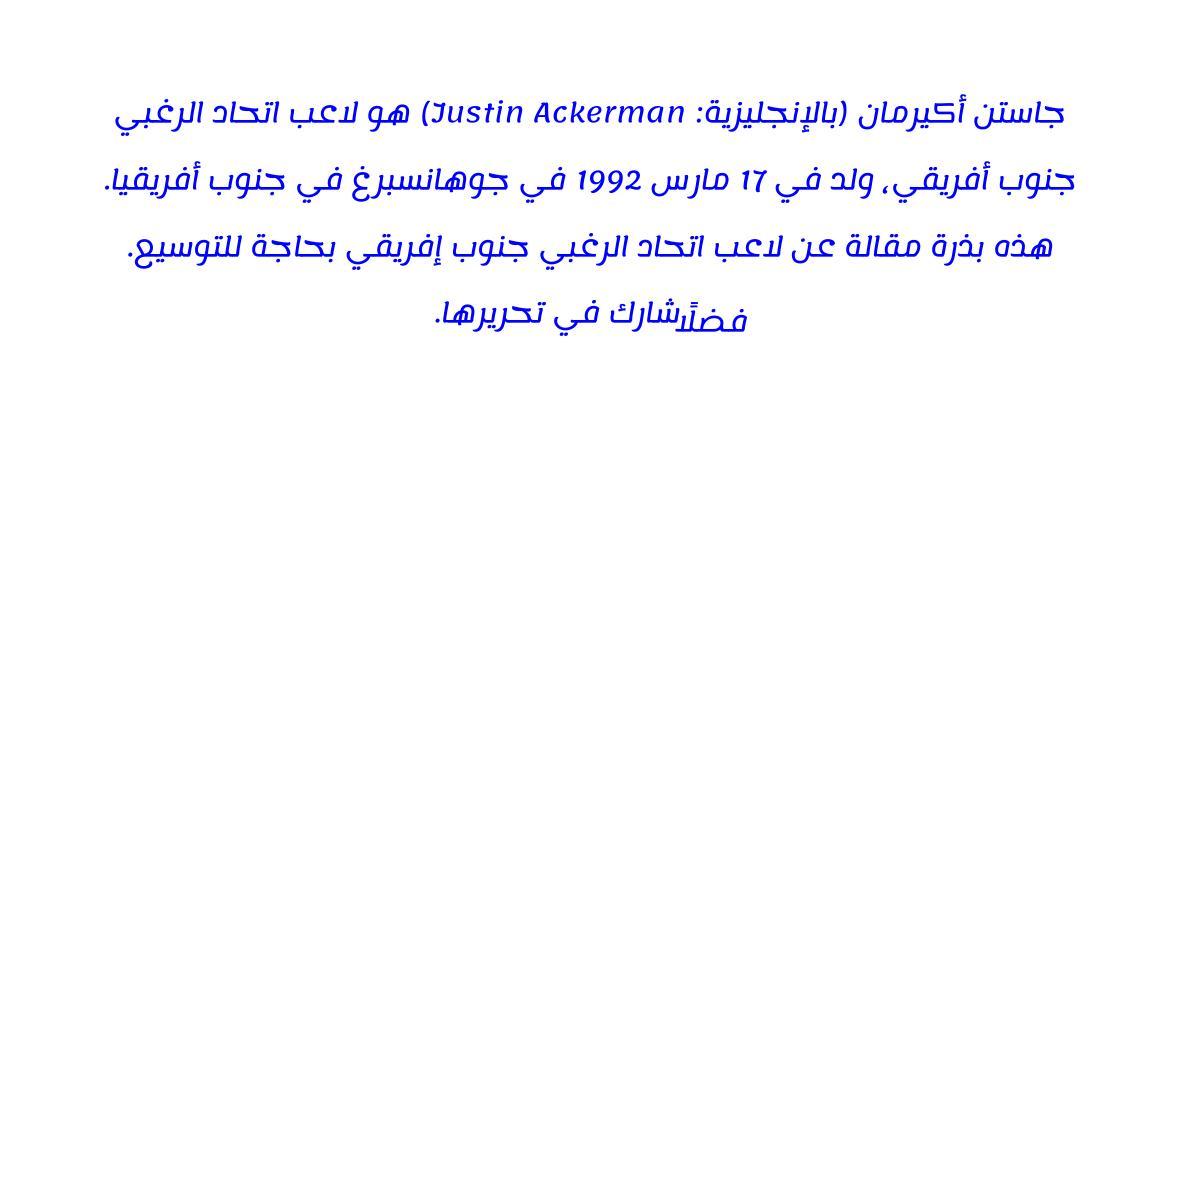 جاستن أكيرمان (بالإنجليزية: Justin Ackerman) هو لاعب اتحاد الرغبي
جنوب أفريقي، ولد في 17 مارس 1992 في جوهانسبرغ في جنوب أفريقيا.
هذه بذرة مقالة عن لاعب اتحاد الرغبي جنوب إفريقي بحاجة للتوسيع.
فضلًا شارك في تحريرها.